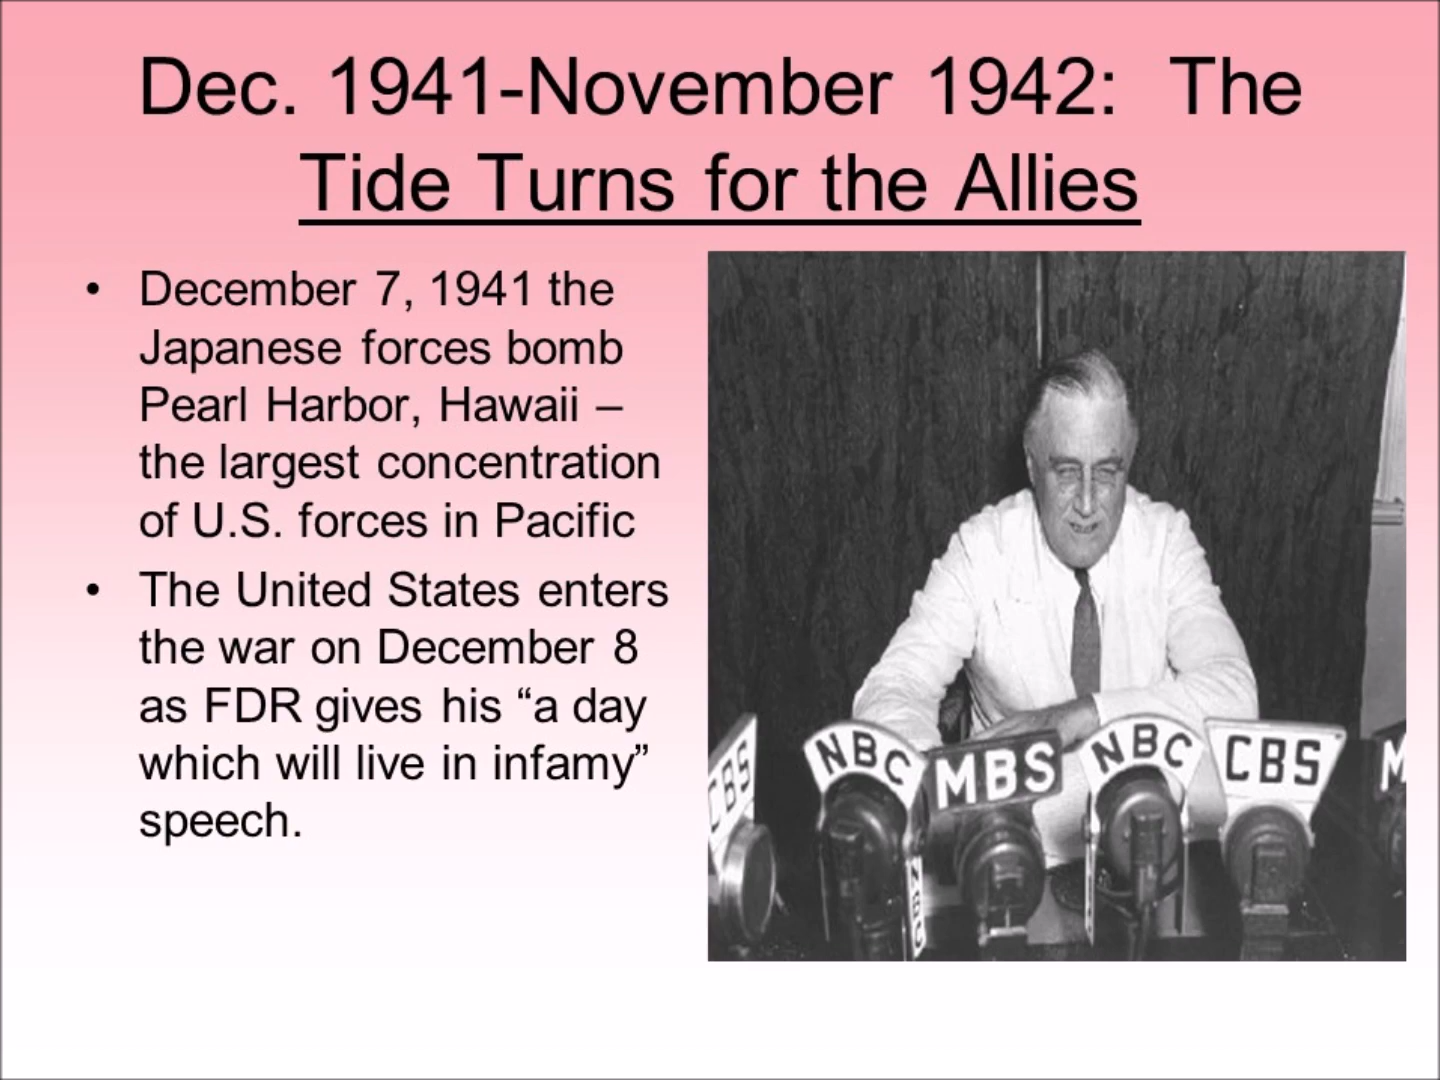 Dec. 1941-November 1942:  The
Tide Turns for the Allies
• December 7, 1941 the
Japanese forces bomb
Pearl Harbor, Hawaii –
the largest concentration
of U.S. forces in Pacific
• The United States enters
the war on December 8
as FDR gives his “a day
which will live in infamy”
speech.
CBS
NBC
MBS
NBC
CBS
M
NBC